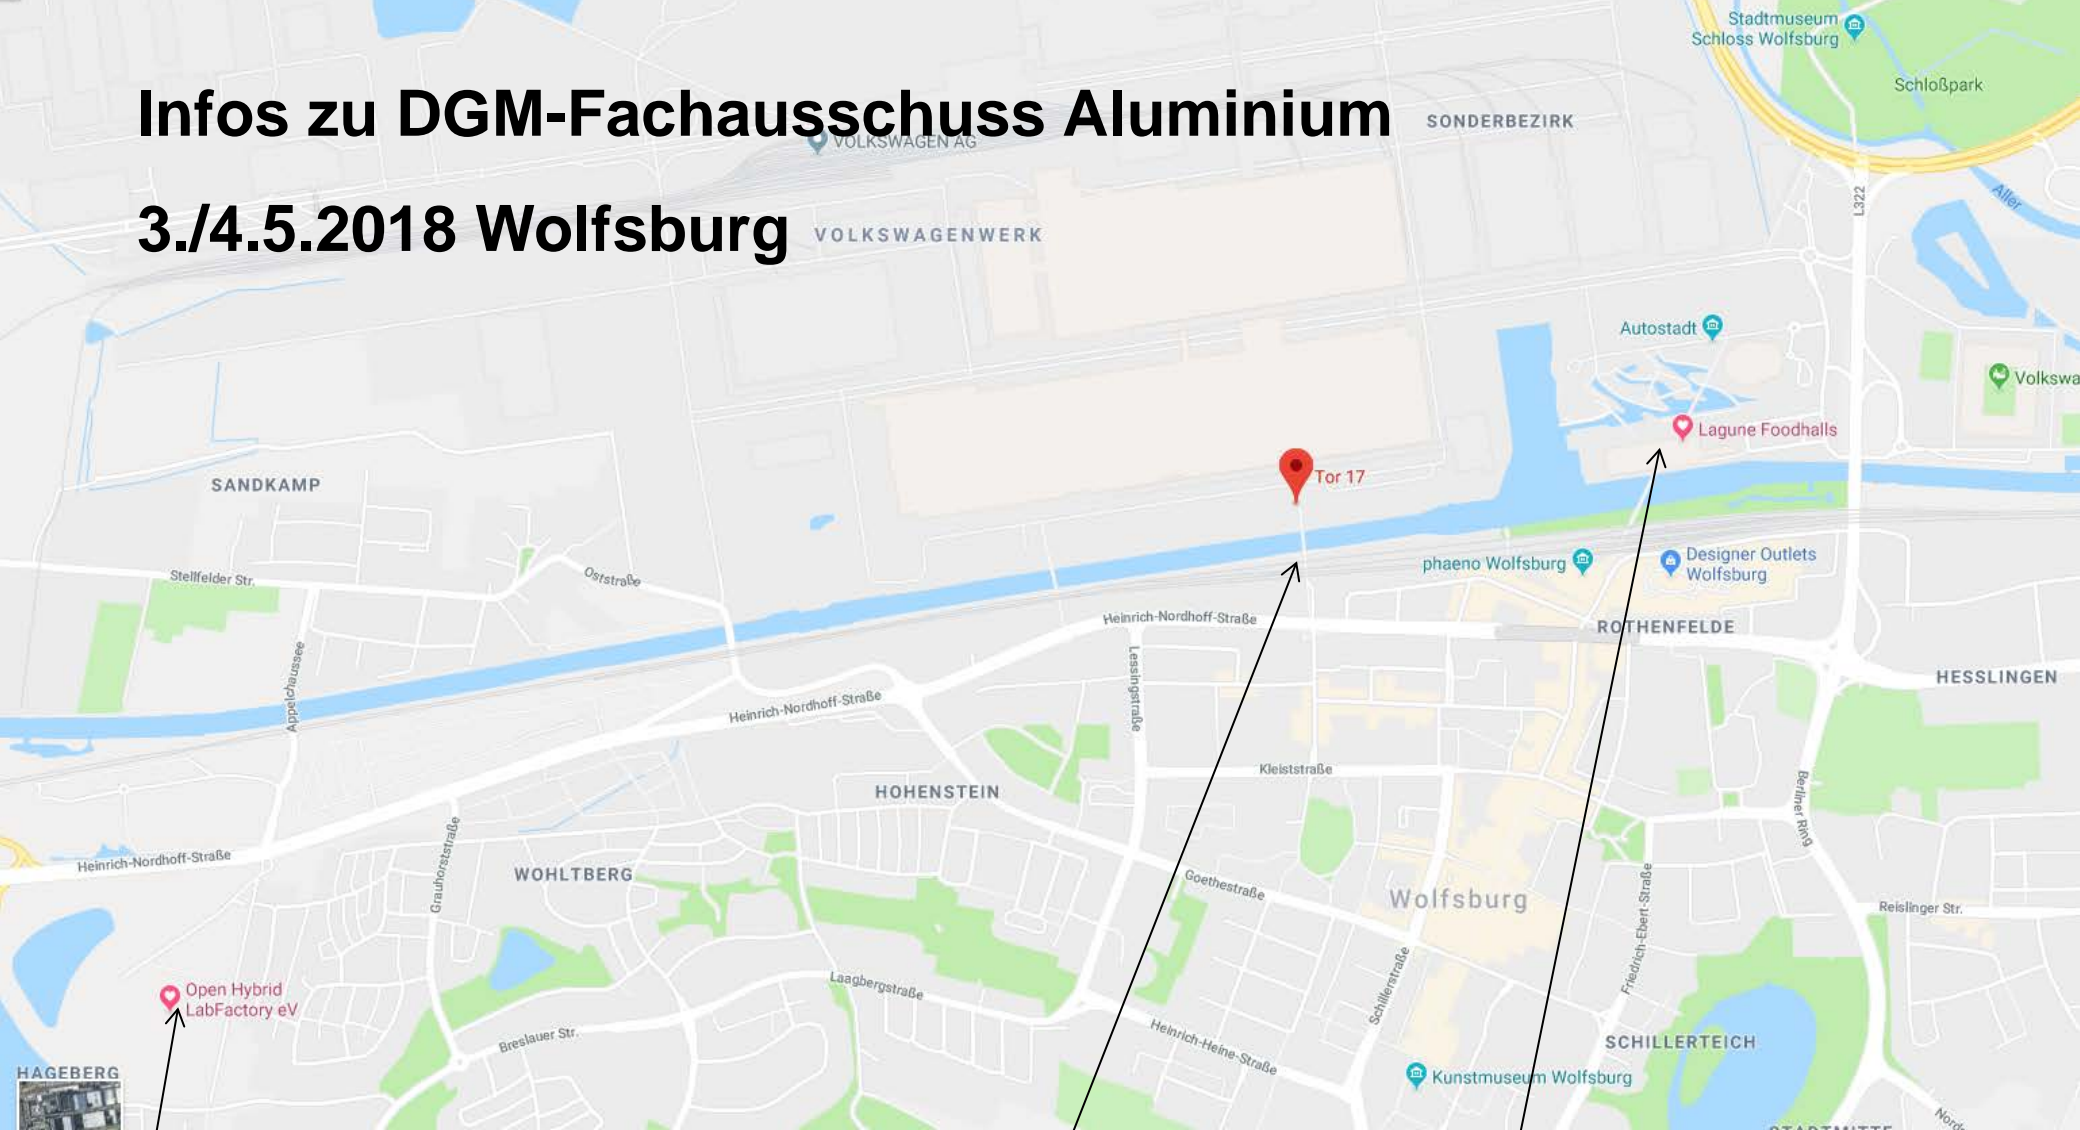 Infos zu DGM-Fachausschuss Aluminium
3./4.5.2018 Wolfsburg
Stadtmuseum
Schloss Wolfsburg
Schloßpark
SONDERBEZIRK
VOLKSWAGEN AG
L322
Aller
VOLKSWAGENWERK
Autostadt
Volkswa
Lagune Foodhalls
Tor 17
SANDKAMP
Stellfelder Str.
Oststraße
phaeno Wolfsburg
Designer Outlets
Wolfsburg
Heinrich-Nordhoff-Straße
ROTHENFELDE
HESSLINGEN
Appelchaussee
Lessingstraße
Heinrich-Nordhoff-Straße
Kleiststraße
HOHENSTEIN
Berliner Ring
Heinrich-Nordhoff-Straße
Grauhorststraße
WOHLTBERG
Goethestraße
Wolfsburg
Friedrich-Ebert-Straße
Reislinger Str.
Open Hybrid
LabFactory eV
Laagbergstraße
Schillerstraße
Breslauer Str.
Heinrich-Heine-Straße
SCHILLERTEICH
HAGEBERG
Kunstmuseum Wolfsburg
STADTMITTE
Nord